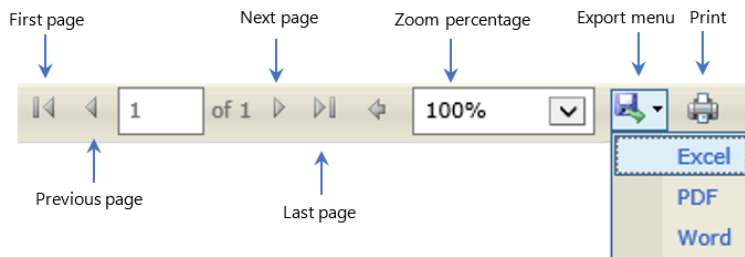 First page
Next page
Zoom percentage
Export menu
Print
1
of 1
100%
Excel
PDF
Word
Previous page
Last page